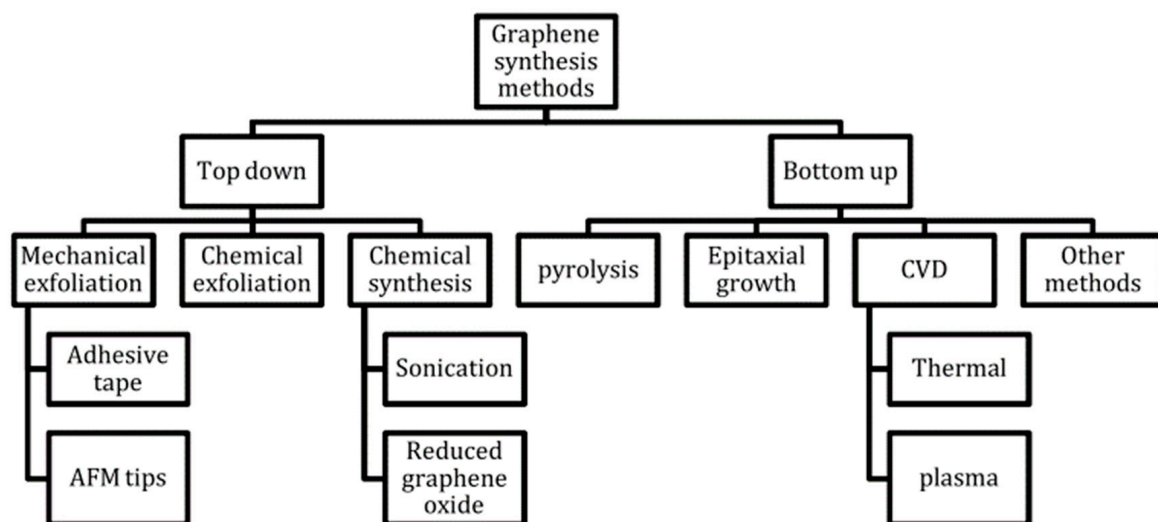 Graphene
synthesis
methods
Top down
Bottom up
Mechanical
exfoliation
Chemical
exfoliation
Chemical
synthesis
pyrolysis
Epitaxial
growth
CVD
Other
methods
Adhesive
tape
Sonication
Thermal
AFM tips
Reduced
graphene
oxide
plasma